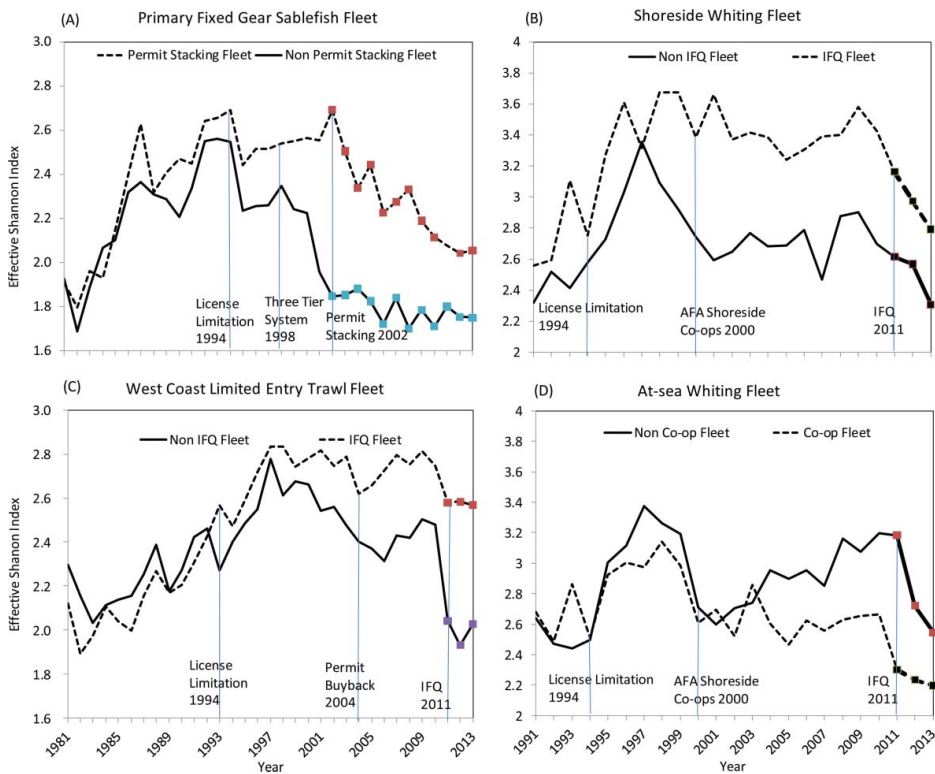 (A) Primary Fixed Gear Sablefish Fleet
3.0
2.8
2.6
2.4
2.2
2.0
1.8
1.6
Effective Shannon Index
Permit Stacking Fleet
Non Permit Stacking Fleet
License
Limitation
1994
Three Tier
System
1998
Permit
Stacking 2002
(B) Shoreside Whiting Fleet
4
3.8
3.6
3.4
3.2
3
2.8
2.6
2.4
2.2
2
Non IFQ Fleet
IFQ Fleet
License Limitation
1994
AFA Shoreside
Co-ops 2000
IFQ
2011
(C) West Coast Limited Entry Trawl Fleet
3.0
2.8
2.6
2.4
2.2
2.0
1.8
1.6
Effective Shanon Index
Non IFQ Fleet
IFQ Fleet
License
Limitation
1994
Permit
Buyback
2004
IFQ
2011
1981
1985
1989
1993
1997
2001
2005
2009
2013
Year
(D) At-sea Whiting Fleet
4
3.8
3.6
3.4
3.2
3
2.8
2.6
2.4
2.2
2
Non Co-op Fleet
Co-op Fleet
License Limitation
1994
AFA Shoreside
Co-ops 2000
IFQ
2011
1991
1993
1995
1997
1999
2001
2003
2005
2007
2009
2011
2013
Year